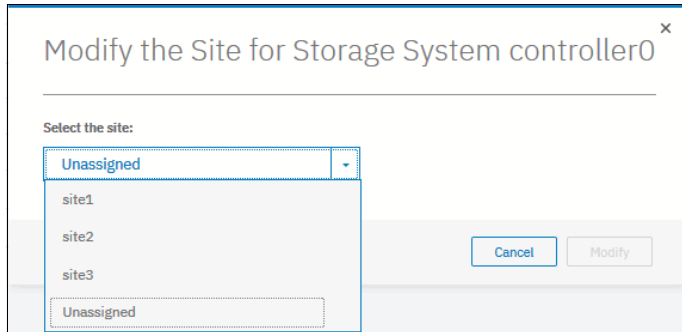 Modify the Site for Storage System controller0
Select the site:
Unassigned
site1
site2
site3
Unassigned
Cancel
Modify